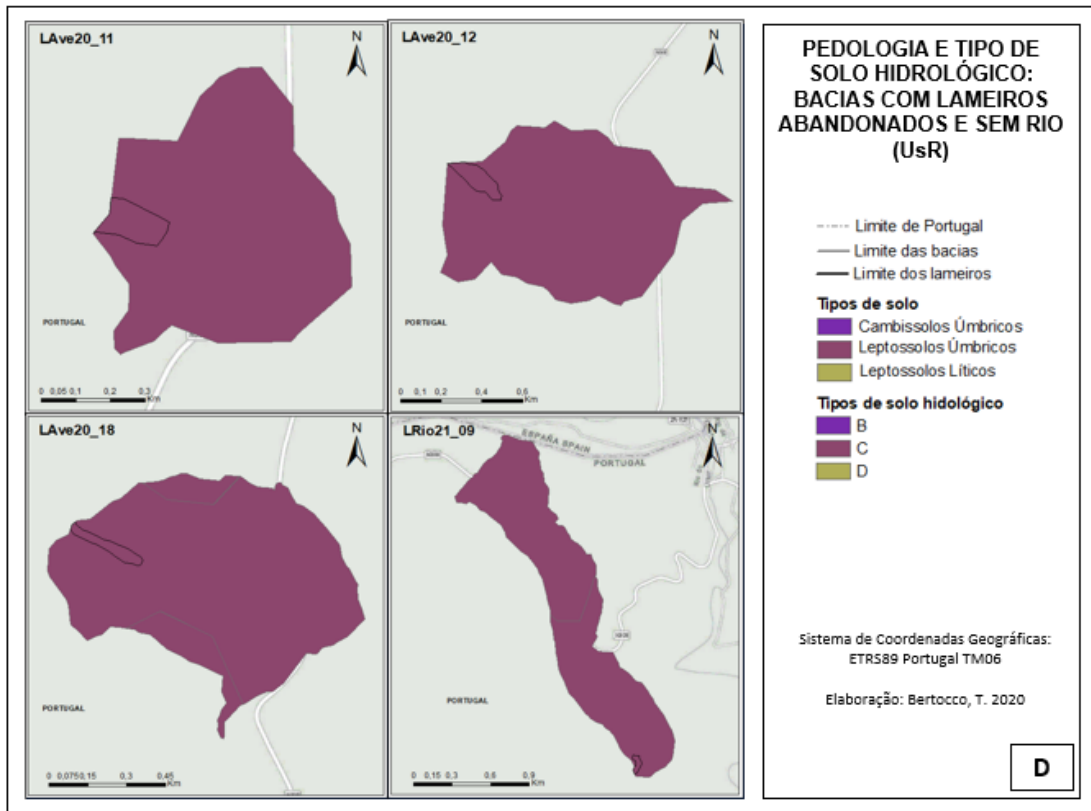 LAve20_11
N
PORTUGAL
0 0,05 0,1 0,2 0,3
Km
LAve20_12
N
PORTUGAL
0 0,1 0,2 0,4 0,6
Km
LAve20_18
N
PORTUGAL
0 0,075 0,15 0,3 0,45
Km
LRio21_09
N
ESPAÑA SPAIN
PORTUGAL
PORTUGAL
0 0,15 0,3 0,6 0,9
Km
PEDOLOGIA E TIPO DE
SOLO HIDROLÓGICO:
BACIAS COM LAMEIROS
ABANDONADOS E SEM RIO
(UsR)
Limite de Portugal
Limite das bacias
Limite dos lameiros
Tipos de solo
Cambissolos Úmbricos
Leptossolos Úmbricos
Leptossolos Líticos
Tipos de solo hidológico
B
C
D
Sistema de Coordenadas Geográficas:
ETRS89 Portugal TM06
Elaboração: Bertocco, T. 2020
D